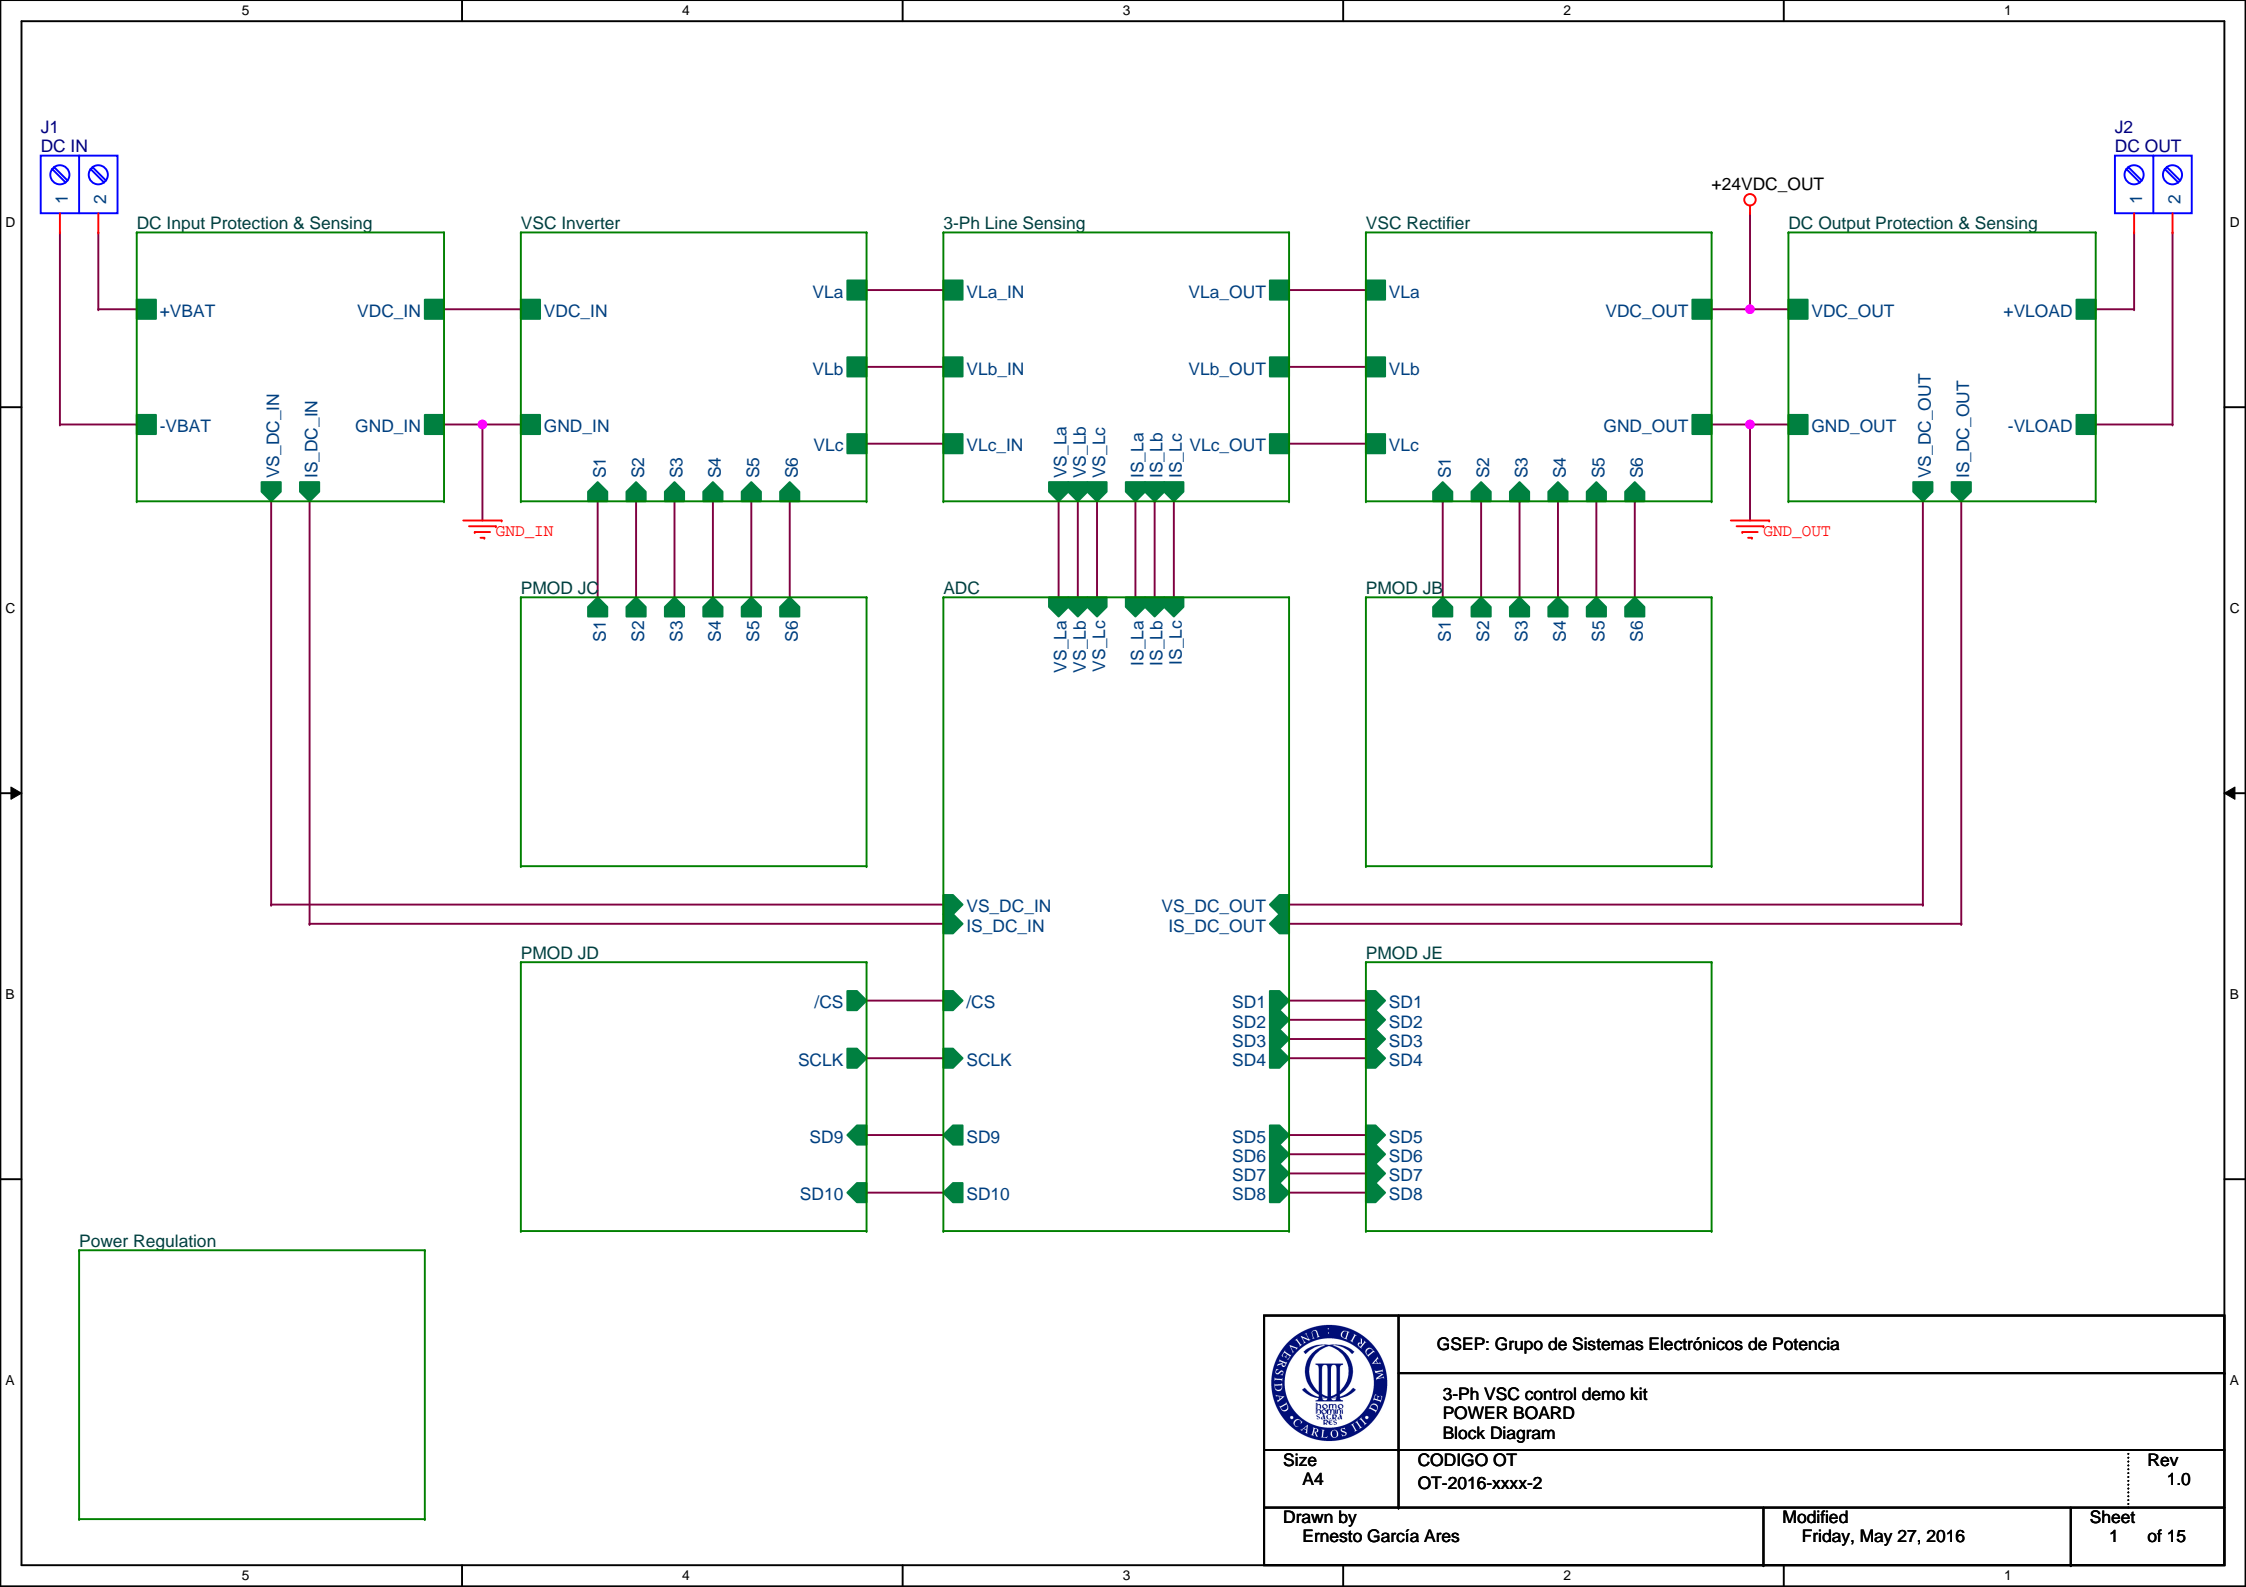 5 4 3 2 1
J1
DC IN
1 2
J2
DC OUT
1 2
+24VDC_OUT
D
D
DC Input Protection & Sensing
+VBAT
-VBAT
VDC_IN
GND_IN
VS_DC_IN
IS_DC_IN
GND_IN
VSC Inverter
VDC_IN
GND_IN
VLa
VLb
VLc
S1 S2 S3 S4 S5 S6
3-Ph Line Sensing
VLa_IN
VLb_IN
VLc_IN
VLa_OUT
VLb_OUT
VLc_OUT
VS_La
VS_Lb
VS_Lc
IS_La
IS_Lb
IS_Lc
VSC Rectifier
VLa
VLb
VLc
VDC_OUT
GND_OUT
S1 S2 S3 S4 S5 S6
GND_OUT
DC Output Protection & Sensing
VDC_OUT
GND_OUT
+VLOAD
-VLOAD
VS_DC_OUT
IS_DC_OUT
C
C
PMOD JC
S1 S2 S3 S4 S5 S6
ADC
VS_La
VS_Lb
VS_Lc
IS_La
IS_Lb
IS_Lc
VS_DC_IN
IS_DC_IN
VS_DC_OUT
IS_DC_OUT
/CS
SCLK
SD9
SD10
SD1
SD2
SD3
SD4
SD5
SD6
SD7
SD8
PMOD JB
S1 S2 S3 S4 S5 S6
B
B
PMOD JD
/CS
SCLK
SD9
SD10
PMOD JE
SD1
SD2
SD3
SD4
SD5
SD6
SD7
SD8
Power Regulation
A
A
UNIVERSIDAD · CARLOS III · DE MADRID :
homo
homini
sacra
res
GSEP: Grupo de Sistemas Electrónicos de Potencia
3-Ph VSC control demo kit
POWER BOARD
Block Diagram
Size
A4
CODIGO OT
OT-2016-xxxx-2
Rev
1.0
Drawn by
Ernesto García Ares
Modified
Friday, May 27, 2016
Sheet
1 of 15
5 4 3 2 1